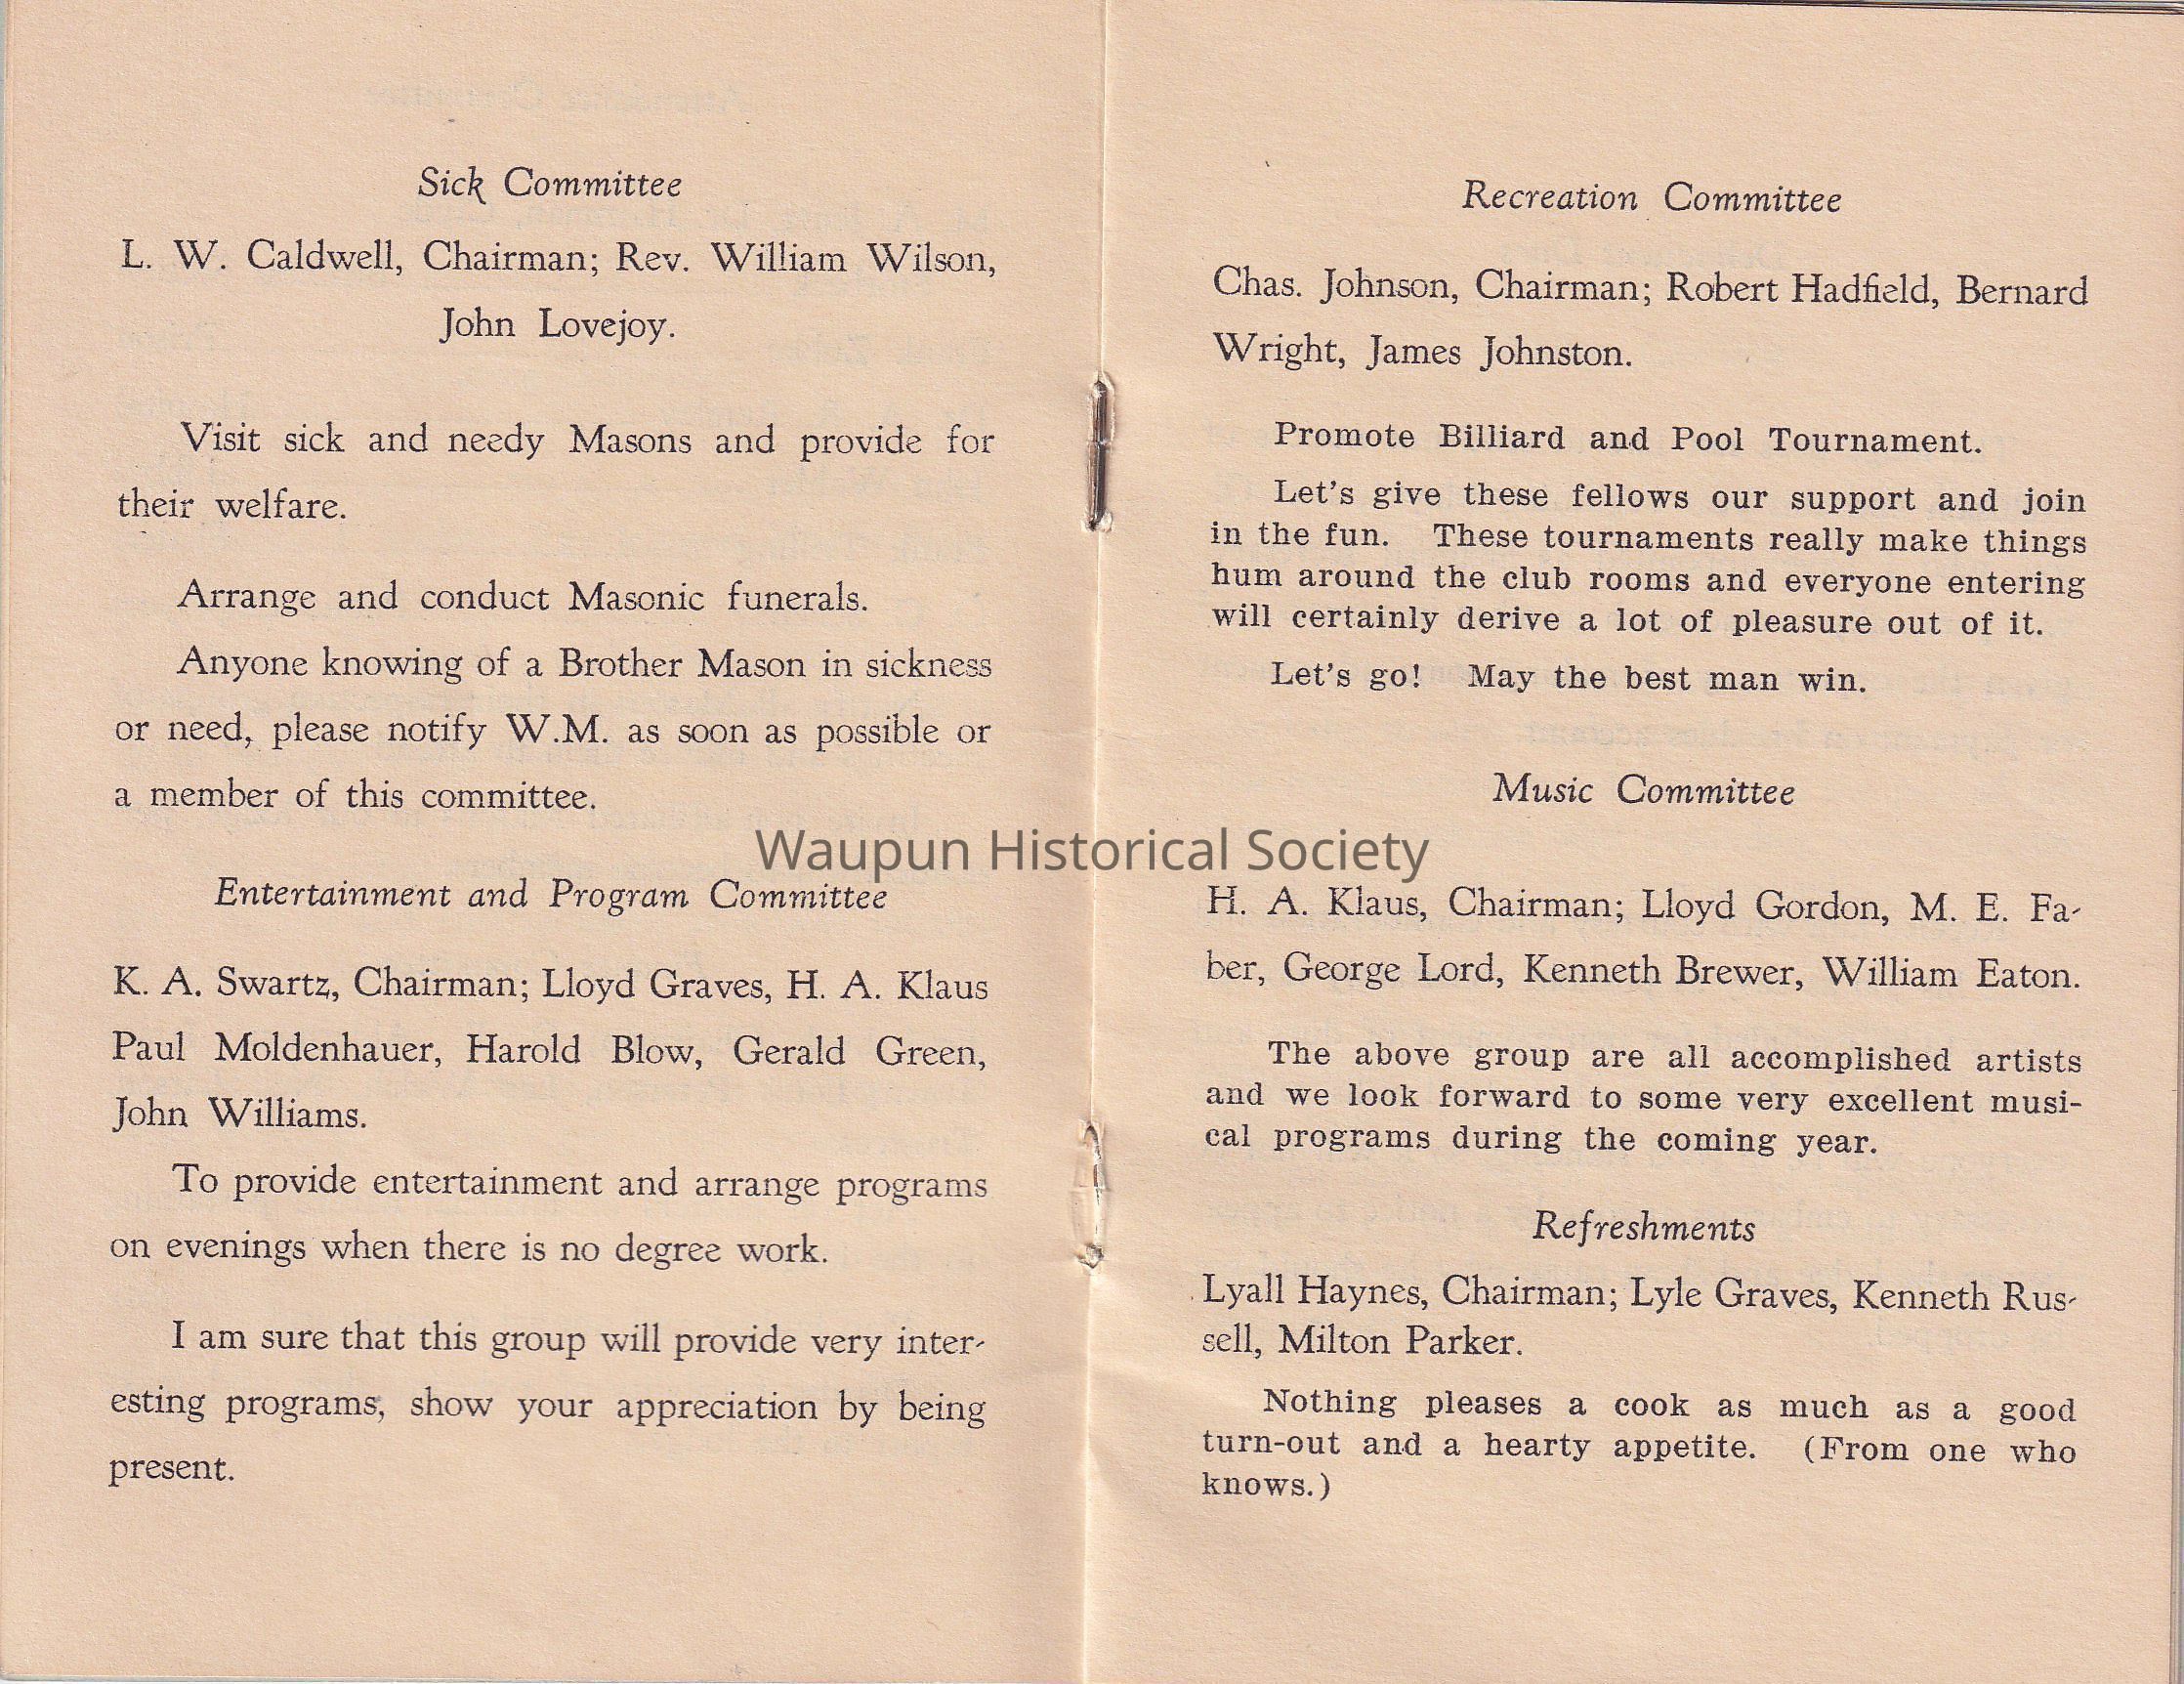 Sick Committee
L. W. Caldwell, Chairman; Rev. William Wilson,
John Lovejoy.
Visit sick and needy Masons and provide for
their welfare.
Arrange and conduct Masonic funerals.
Anyone knowing of a Brother Mason in sickness
or need, please notify W.M. as soon as possible or
a member of this committee.
Entertainment and Program Committee
K. A. Swartz, Chairman; Lloyd Graves, H. A. Klaus
Paul Moldenhauer, Harold Blow, Gerald Green,
John Williams.
To provide entertainment and arrange programs
on evenings when there is no degree work.
I am sure that this group will provide very inter-
esting programs, show your appreciation by being
present.
Recreation Committee
Chas. Johnson, Chairman; Robert Hadfield, Bernard
Wright, James Johnston.
Promote Billiard and Pool Tournament.
Let's give these fellows our support and join
in the fun. These tournaments really make things
hum around the club rooms and everyone entering
will certainly derive a lot of pleasure out of it.
Let's go! May the best man win.
Music Committee
H. A. Klaus, Chairman; Lloyd Gordon, M. E. Fa-
ber, George Lord, Kenneth Brewer, William Eaton.
The above group are all accomplished artists
and we look forward to some very excellent musi-
cal programs during the coming year.
Refreshments
Lyall Haynes, Chairman; Lyle Graves, Kenneth Rus-
sell, Milton Parker.
Nothing pleases a cook as much as a good
turn-out and a hearty appetite. (From one who
knows.)
Waupun Historical Society